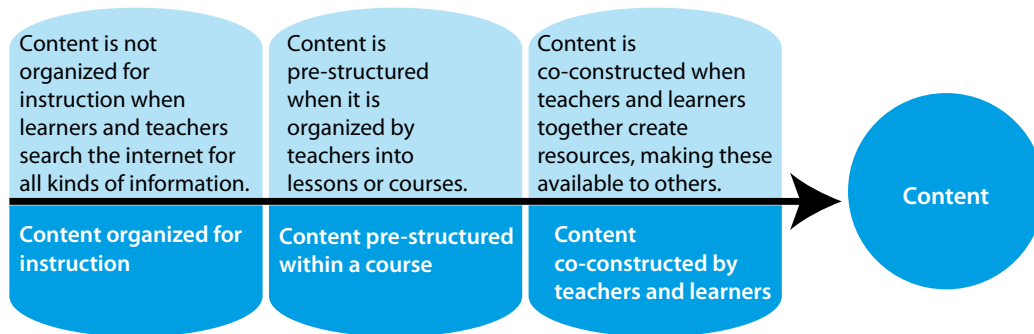 Content is not
organized for
instruction when
learners and teachers
search the internet for
all kinds of information.
Content organized for
instruction
Content is
pre-structured
when it is
organized by
teachers into
lessons or courses.
Content pre-structured
within a course
Content is
co-constructed when
teachers and learners
together create
resources, making these
available to others.
Content
co-constructed by
teachers and learners
Content